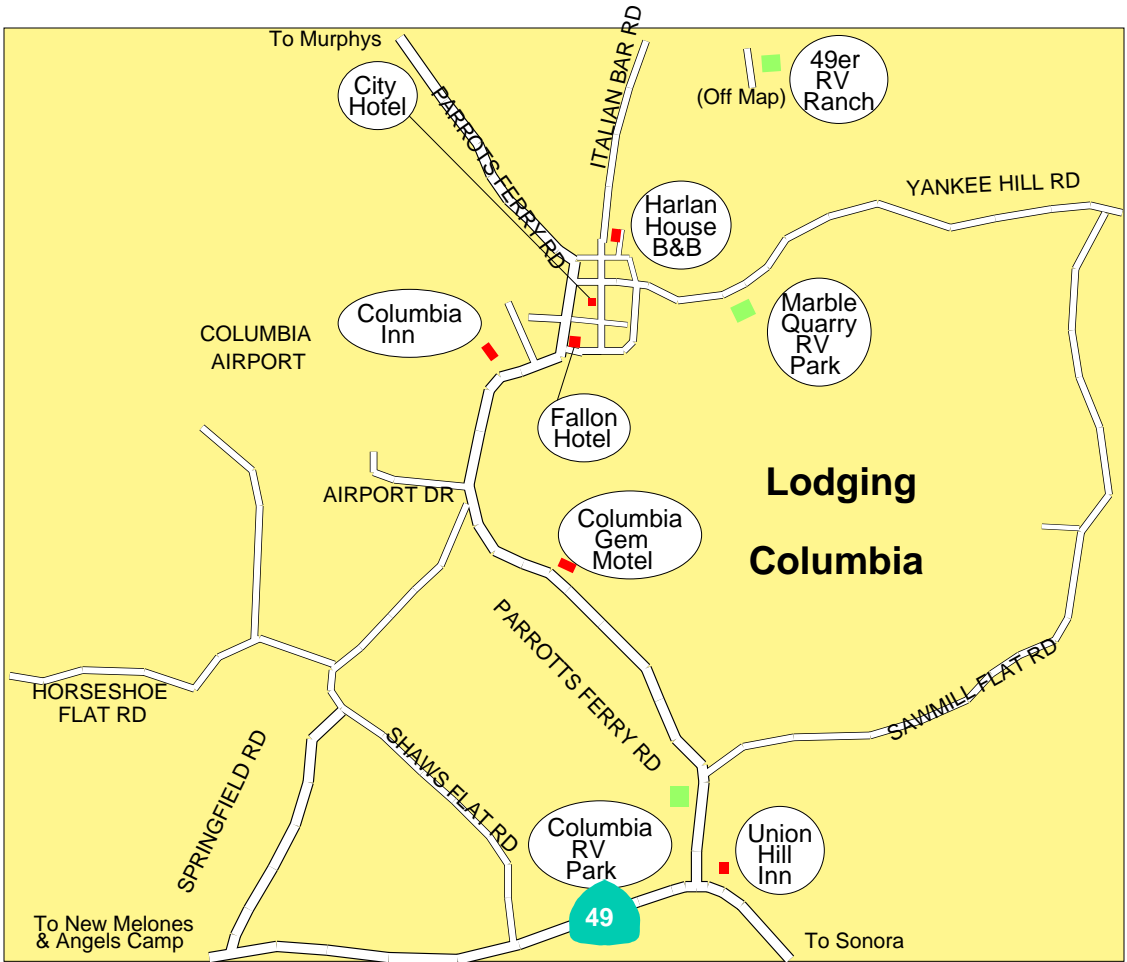 To Murphys
ITALIAN BAR RD
City
Hotel
PARROTS FERRY RD
(Off Map)
49er
RV
Ranch
YANKEE HILL RD
Harlan
House
B&B
Columbia
Inn
COLUMBIA
AIRPORT
Marble
Quarry
RV
Park
Fallon
Hotel
Lodging
Columbia
AIRPORT DR
Columbia
Gem
Motel
PARROTTS FERRY RD
HORSESHOE
FLAT RD
SAWMILL FLAT RD
SPRINGFIELD RD
SHAWS FLAT RD
Columbia
RV
Park
Union
Hill
Inn
49
To New Melones
& Angels Camp
To Sonora